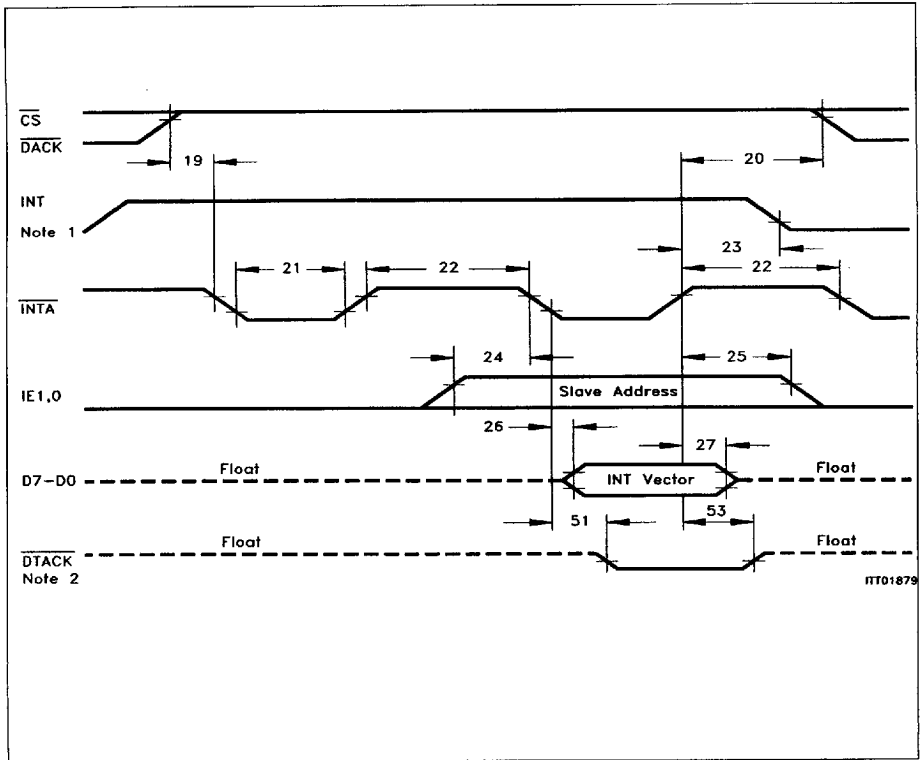 CS
DACK
19
20
INT
Note 1
23
21
22
22
INTA
24
25
IE1,0
Slave Address
26
27
Float
INT Vector
Float
D7-D0
51
53
Float
Float
DTACK
Note 2
ITT01879